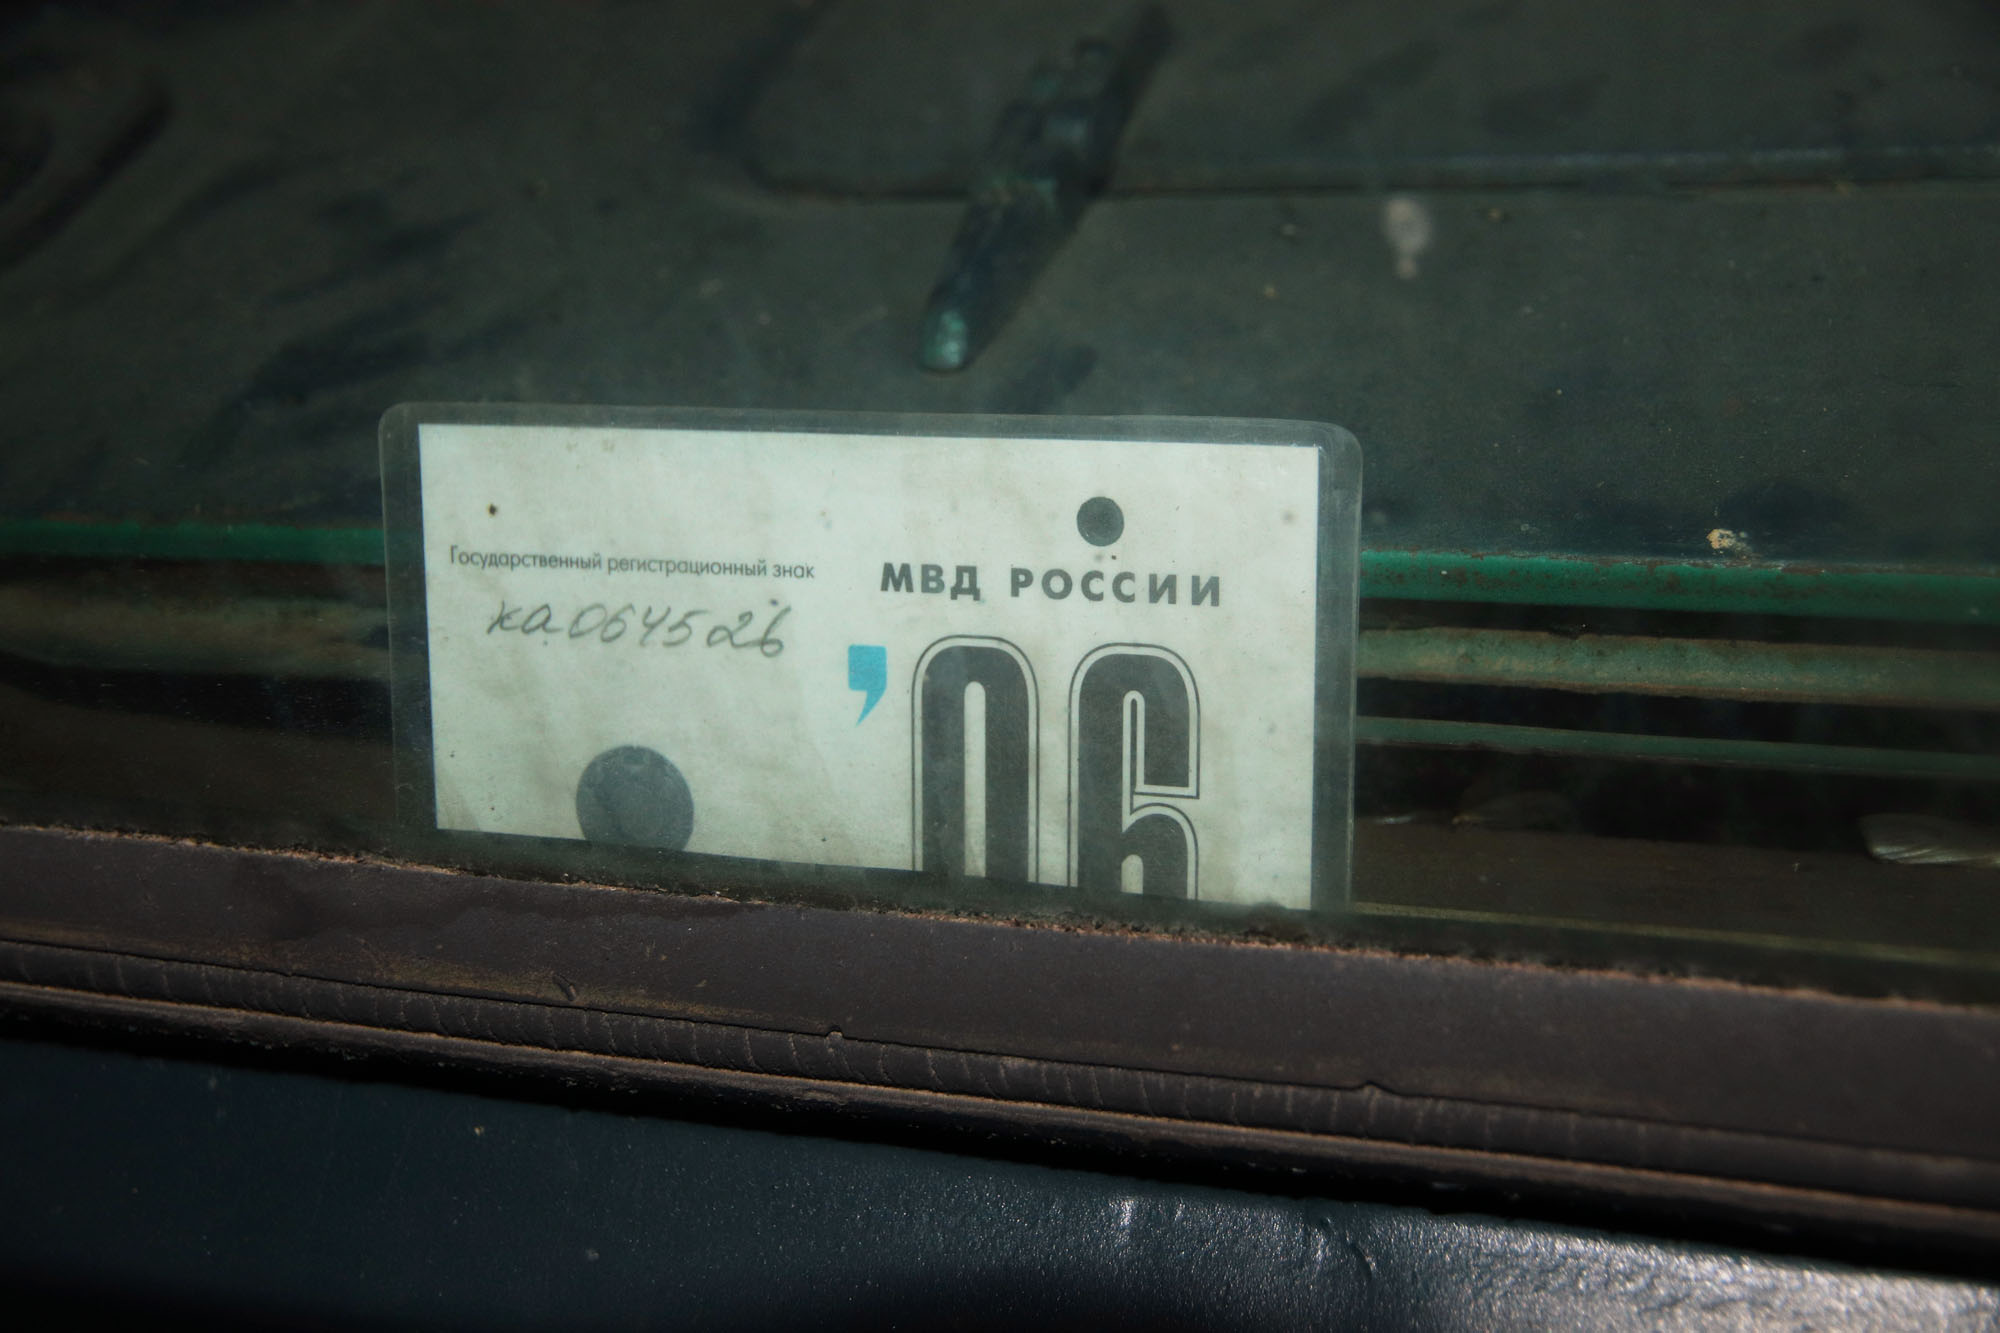 Государственный регистрационный знак
МВД РОССИИ
ка 0645 26
'06